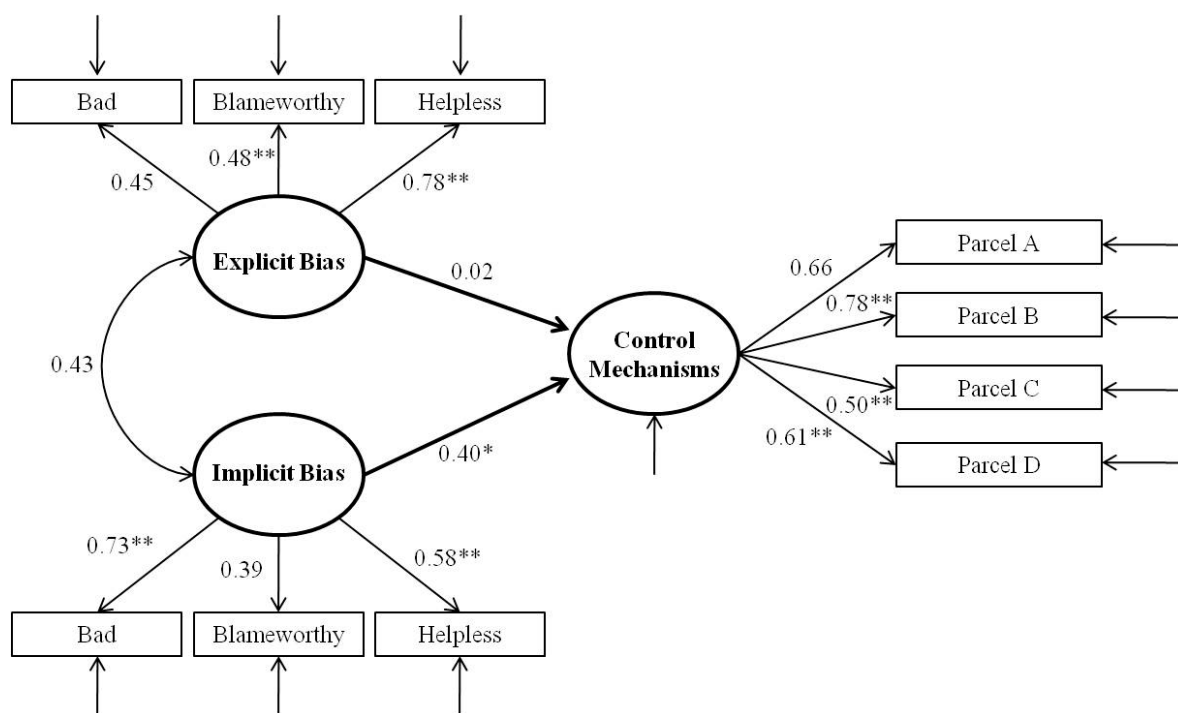 Bad
Blameworthy
Helpless
0.45
0.48**
0.78**
Explicit Bias
0.02
0.43
Control
Mechanisms
0.66
0.78**
0.50**
0.61**
Parcel A
Parcel B
Parcel C
Parcel D
Implicit Bias
0.40*
0.73**
0.39
0.58**
Bad
Blameworthy
Helpless